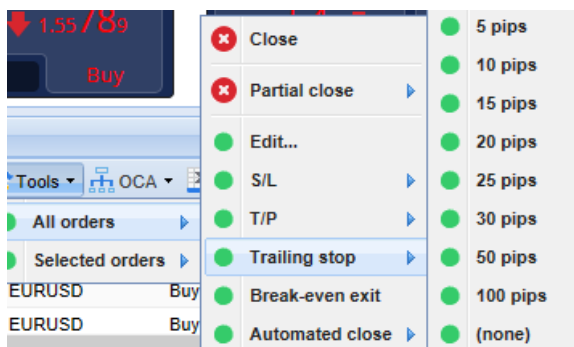 1.55789
Buy
Tools
OCA
All orders
Selected orders
EURUSD Buy
EURUSD Buy
Close
Partial close
Edit...
S/L
T/P
Trailing stop
Break-even exit
Automated close
5 pips
10 pips
15 pips
20 pips
25 pips
30 pips
50 pips
100 pips
(none)